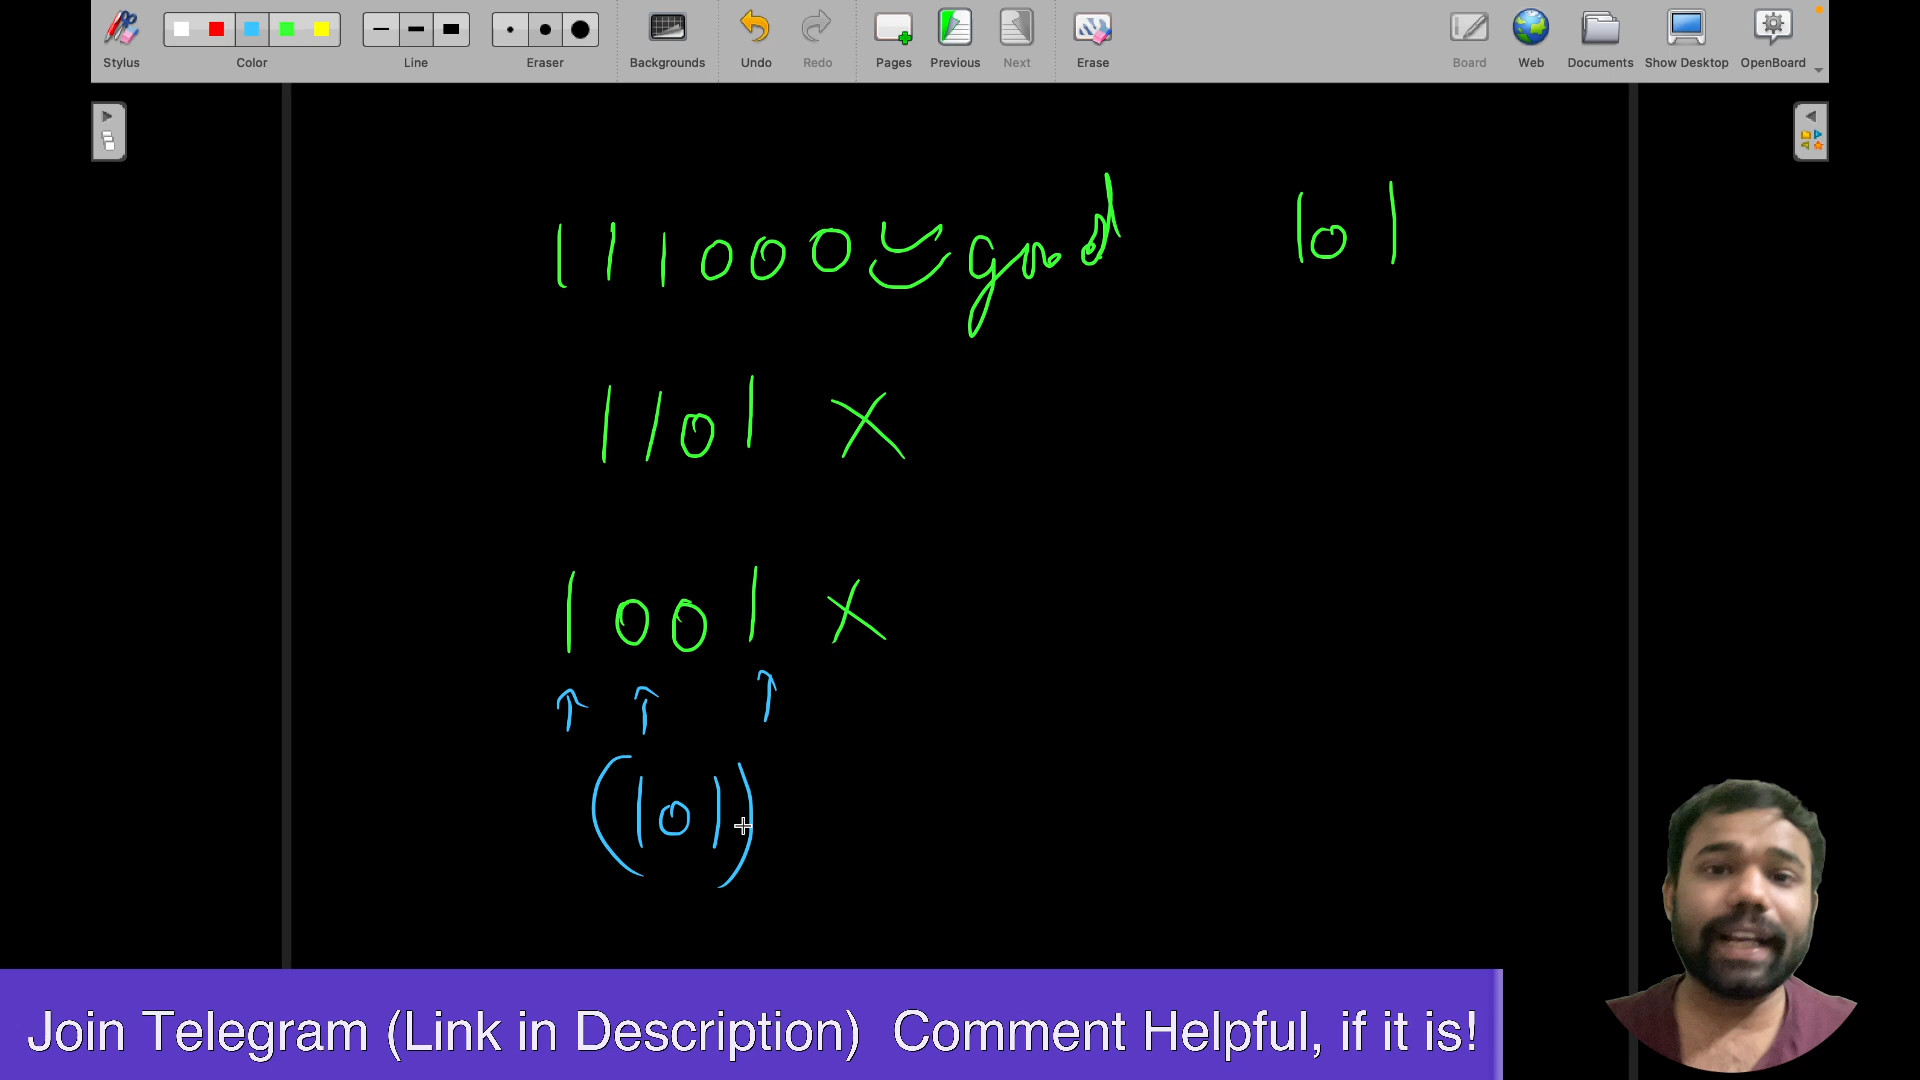 Stylus Color Line Eraser Backgrounds Undo Redo Pages Previous Next Erase Board Web Documents Show Desktop OpenBoard
111000 good 101
1101 X
1001 X
↑ ↑ ↑
(101)
Join Telegram (Link in Description) Comment Helpful, if it is!